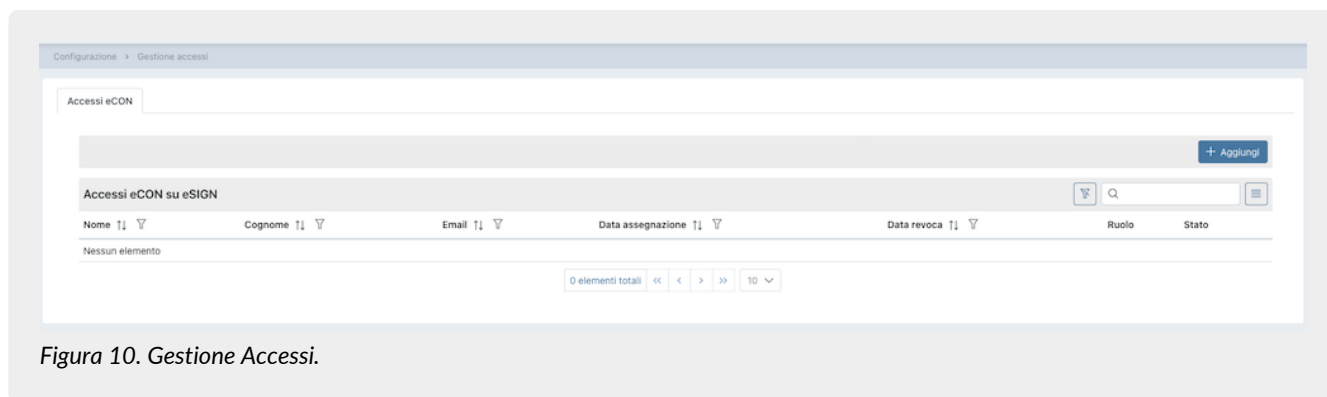 Configurazione > Gestione accessi
Accessi eCON
+ Aggiungi
Accessi eCON su eSIGN
Nome Cognome Email Data assegnazione Data revoca Ruolo Stato
Nessun elemento
0 elementi totali << < > >> 10
Figura 10. Gestione Accessi.